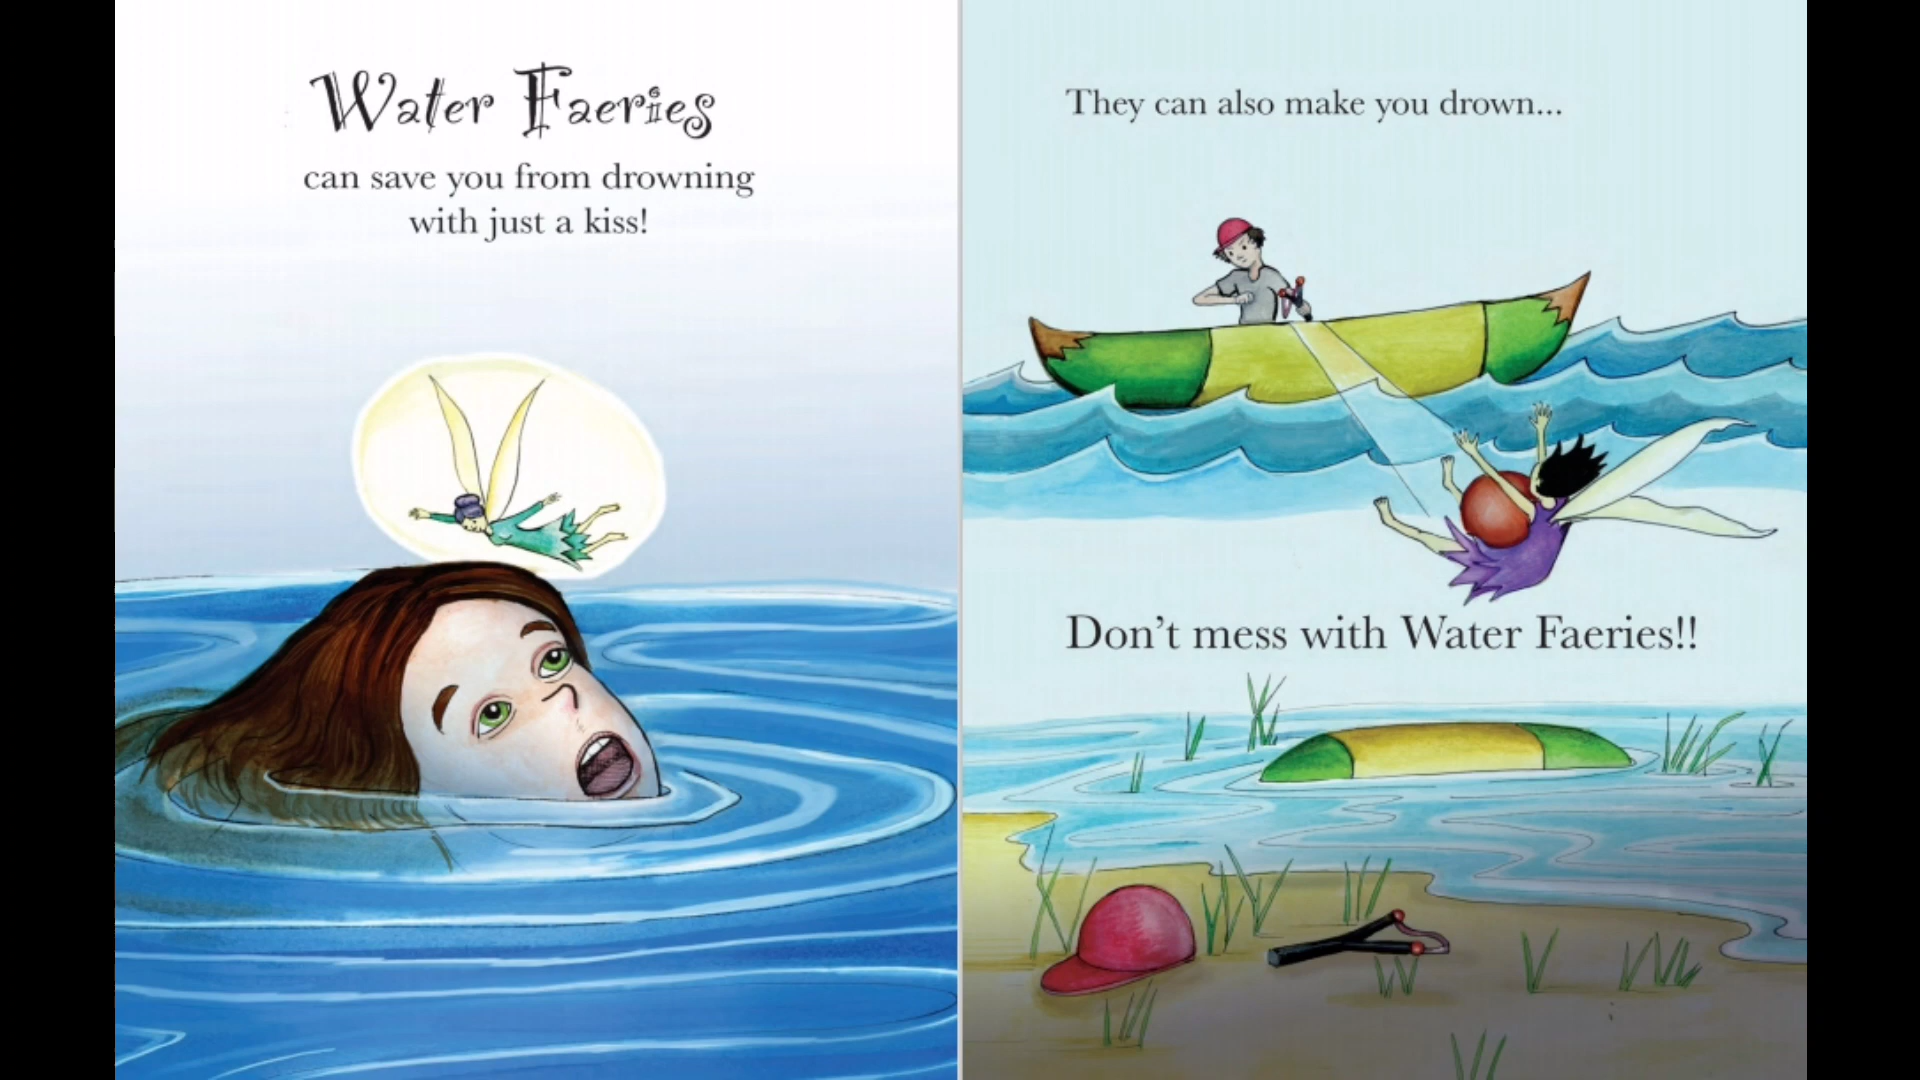 Water Faeries
can save you from drowning
with just a kiss!
They can also make you drown...
Don't mess with Water Faeries!!